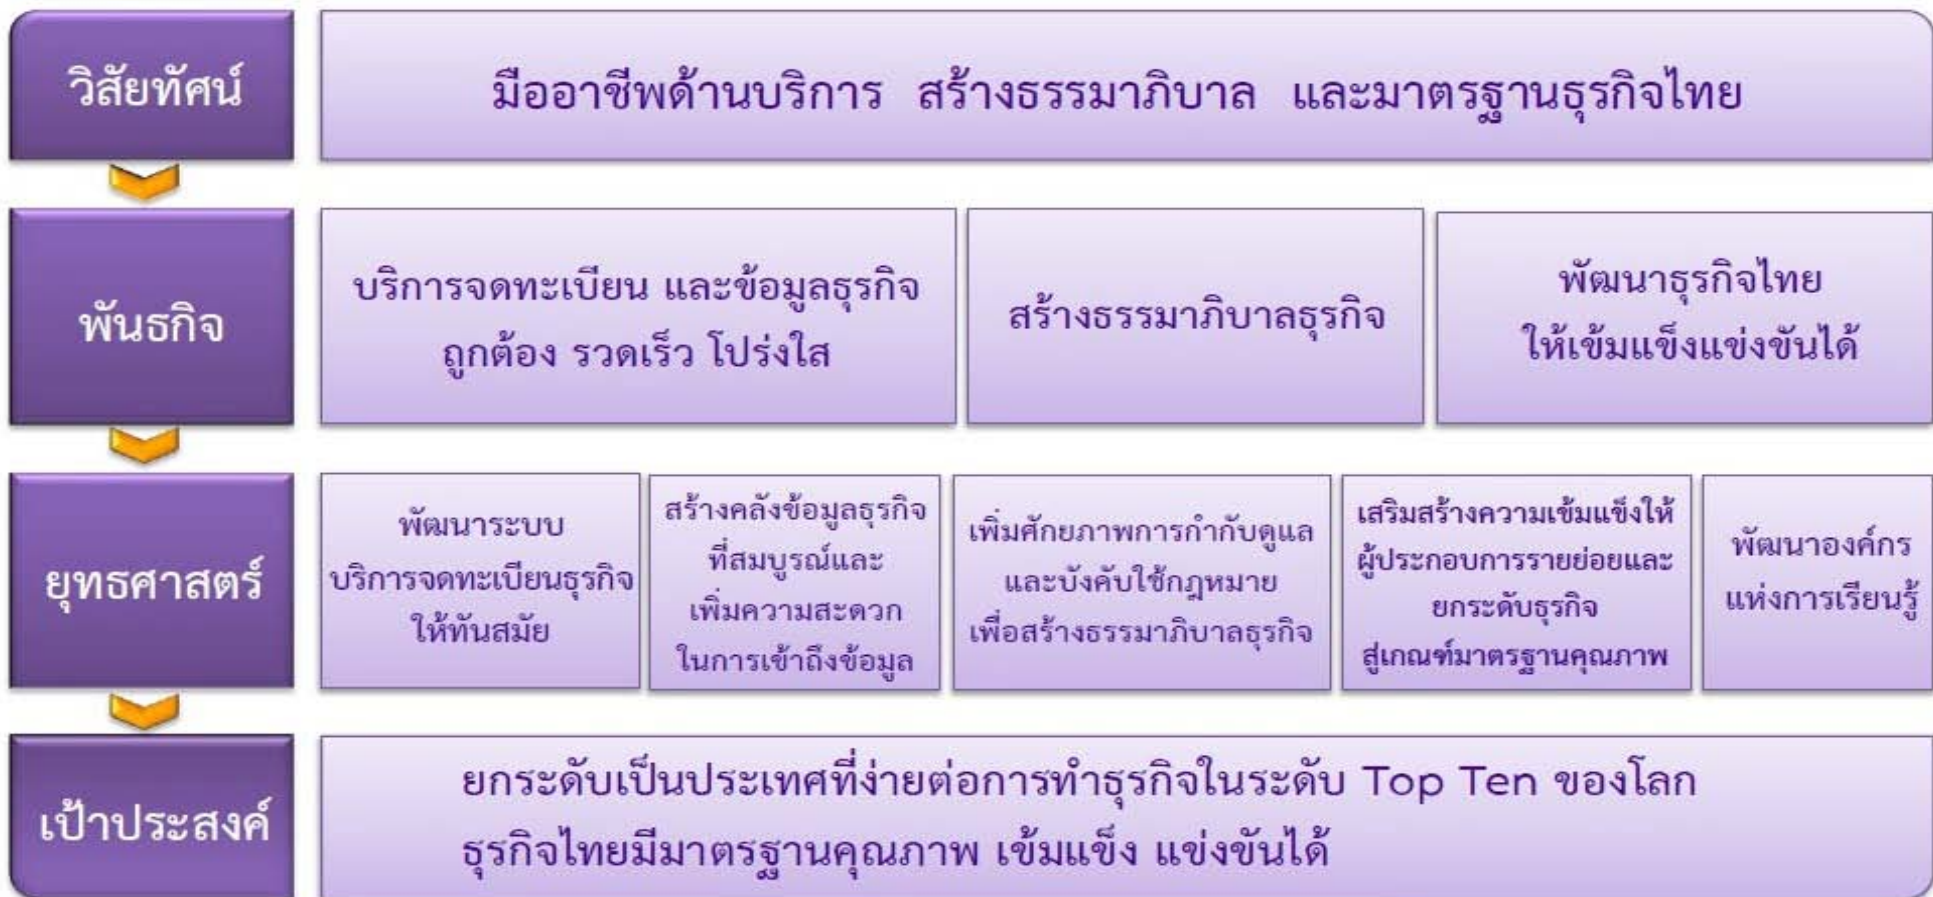 วิสัยทัศน์
มืออาชีพด้านบริการ สร้างธรรมาภิบาล และมาตรฐานธุรกิจไทย
พันธกิจ
บริการจดทะเบียน และข้อมูลธุรกิจ
ถูกต้อง รวดเร็ว โปร่งใส
สร้างธรรมาภิบาลธุรกิจ
พัฒนาธุรกิจไทย
ให้เข้มแข็งแข่งขันได้
ยุทธศาสตร์
พัฒนาระบบ
บริการจดทะเบียนธุรกิจ
ให้ทันสมัย
สร้างคลังข้อมูลธุรกิจ
ที่สมบูรณ์และ
เพิ่มความสะดวก
ในการเข้าถึงข้อมูล
เพิ่มศักยภาพการกำกับดูแล
และบังคับใช้กฎหมาย
เพื่อสร้างธรรมาภิบาลธุรกิจ
เสริมสร้างความเข้มแข็งให้
ผู้ประกอบการรายย่อยและ
ยกระดับธุรกิจ
สู่เกณฑ์มาตรฐานคุณภาพ
พัฒนาองค์กร
แห่งการเรียนรู้
เป้าประสงค์
ยกระดับเป็นประเทศที่ง่ายต่อการทำธุรกิจในระดับ Top Ten ของโลก
ธุรกิจไทยมีมาตรฐานคุณภาพ เข้มแข็ง แข่งขันได้